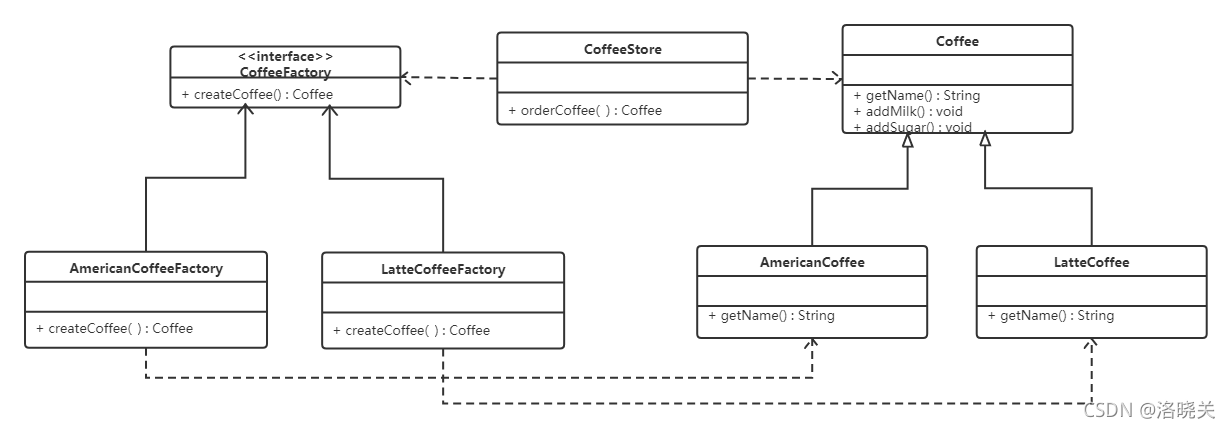 <<interface>>
CoffeeFactory
+ createCoffee() : Coffee
CoffeeStore
+ orderCoffee( ) : Coffee
Coffee
+ getName() : String
+ addMilk() : void
+ addSugar() : void
AmericanCoffeeFactory
+ createCoffee( ) : Coffee
LatteCoffeeFactory
+ createCoffee( ) : Coffee
AmericanCoffee
+ getName() : String
LatteCoffee
+ getName() : String
CSDN @洛晓关